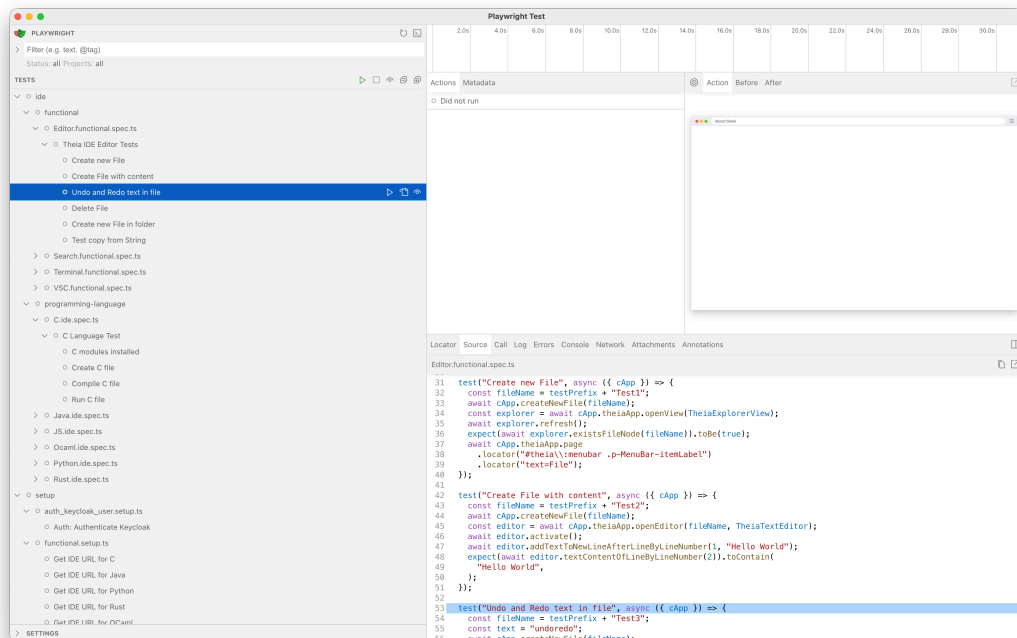 Playwright Test
PLAYWRIGHT
Filter (e.g. text, @tag)
Status: all Projects: all
TESTS
ide
functional
Editor.functional.spec.ts
Theia IDE Editor Tests
Create new File
Create File with content
Undo and Redo text in file
Delete File
Create new File in folder
Test copy from String
Search.functional.spec.ts
Terminal.functional.spec.ts
VSC.functional.spec.ts
programming-language
C.ide.spec.ts
C Language Test
C modules installed
Create C file
Compile C file
Run C file
Java.ide.spec.ts
JS.ide.spec.ts
Ocaml.ide.spec.ts
Python.ide.spec.ts
Rust.ide.spec.ts
setup
auth_keycloak_user.setup.ts
Auth: Authenticate Keycloak
functional.setup.ts
Get IDE URL for C
Get IDE URL for Java
Get IDE URL for Python
Get IDE URL for Rust
Get IDE URL for OCaml
SETTINGS
2.0s 4.0s 6.0s 8.0s 10.0s 12.0s 14.0s 16.0s 18.0s 20.0s 22.0s 24.0s 26.0s 28.0s 30.0s
Actions Metadata
Did not run
Action Before After
about:blank
Locator Source Call Log Errors Console Network Attachments Annotations
Editor.functional.spec.ts
31 test("Create new File", async ({ cApp }) => {
32 const fileName = testPrefix + "Test1";
33 await cApp.createNewFile(fileName);
34 const explorer = await cApp.theiaApp.openView(TheiaExplorerView);
35 await explorer.refresh();
36 expect(await explorer.existsFileNode(fileName)).toBe(true);
37 await cApp.theiaApp.page
38 .locator("#theia\\:menubar .p-MenuBar-itemLabel")
39 .locator("text=File");
40 });
41
42 test("Create File with content", async ({ cApp }) => {
43 const fileName = testPrefix + "Test2";
44 await cApp.createNewFile(fileName);
45 const editor = await cApp.theiaApp.openEditor(fileName, TheiaTextEditor);
46 await editor.activate();
47 await editor.addTextToNewLineAfterLineByLineNumber(1, "Hello World");
48 expect(await editor.textContentOfLineByLineNumber(2)).toContain(
49 "Hello World",
50 );
51 });
52
53 test("Undo and Redo text in file", async ({ cApp }) => {
54 const fileName = testPrefix + "Test3";
55 const text = "undoredo";
56 await cApp.createNewFile(fileName);